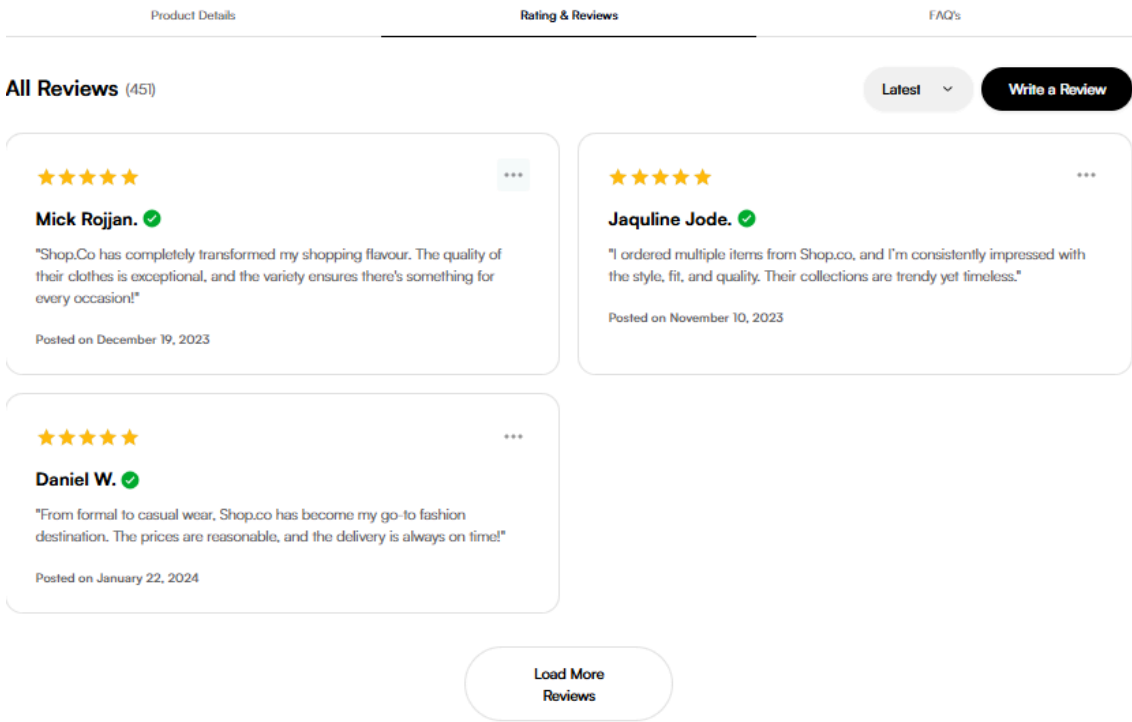 Product Details
Rating & Reviews
FAQ's
All Reviews (451)
Latest
Write a Review
Mick Rojjan.
"Shop.Co has completely transformed my shopping flavour. The quality of
their clothes is exceptional, and the variety ensures there's something for
every occasion!"
Posted on December 19, 2023
Jaquline Jode.
"I ordered multiple items from Shop.co, and I'm consistently impressed with
the style, fit, and quality. Their collections are trendy yet timeless."
Posted on November 10, 2023
Daniel W.
"From formal to casual wear, Shop.co has become my go-to fashion
destination. The prices are reasonable, and the delivery is always on time!"
Posted on January 22, 2024
Load More
Reviews